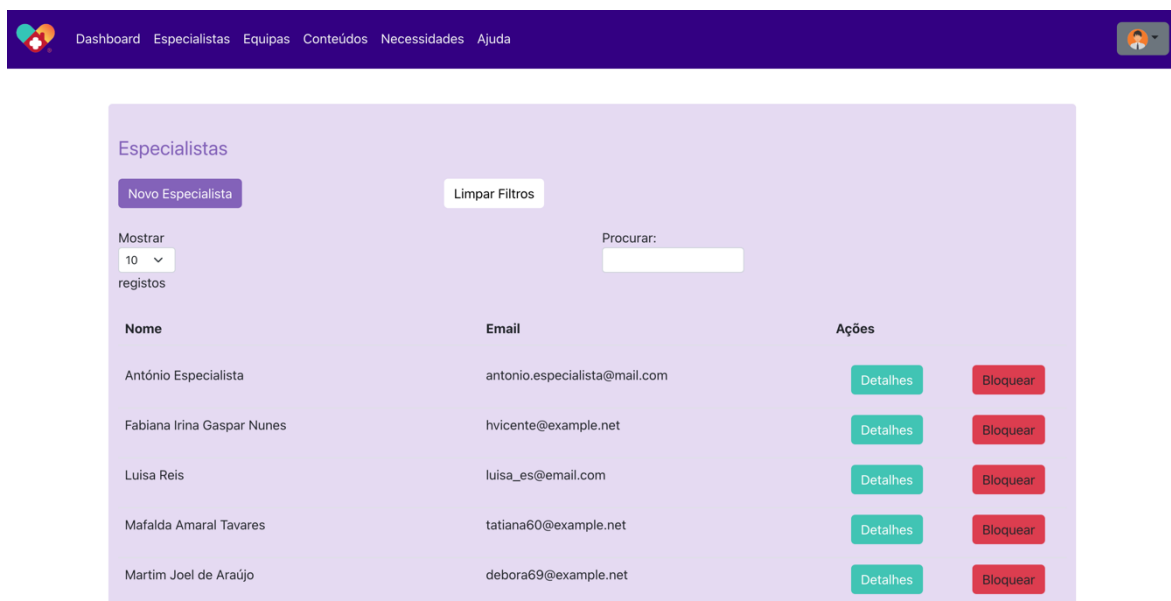 Dashboard Especialistas Equipas Conteúdos Necessidades Ajuda
Especialistas
Novo Especialista Limpar Filtros
Mostrar Procurar:
10
registos
Nome Email Ações
António Especialista antonio.especialista@mail.com Detalhes Bloquear
Fabiana Irina Gaspar Nunes hvicente@example.net Detalhes Bloquear
Luisa Reis luisa_es@email.com Detalhes Bloquear
Mafalda Amaral Tavares tatiana60@example.net Detalhes Bloquear
Martim Joel de Araújo debora69@example.net Detalhes Bloquear